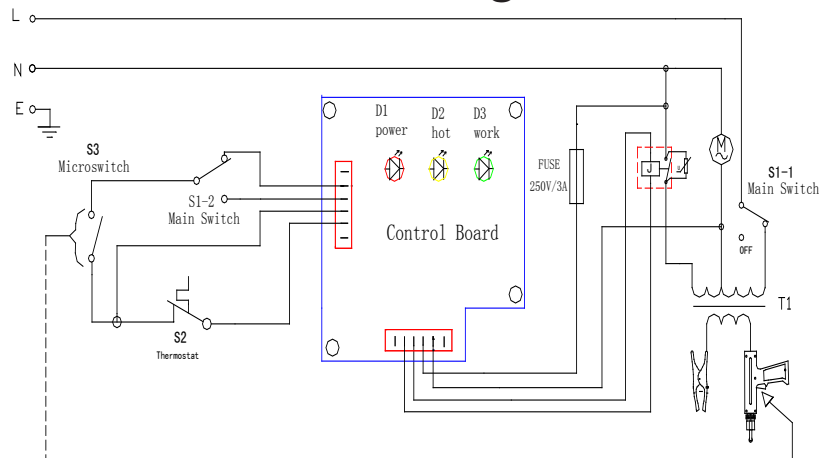 L
N
E
S3
Microswitch
S1-2
Main Switch
S2
Thermostat
D1
power
D2
hot
D3
work
Control Board
FUSE
250V/3A
J
M
S1-1
Main Switch
OFF
T1